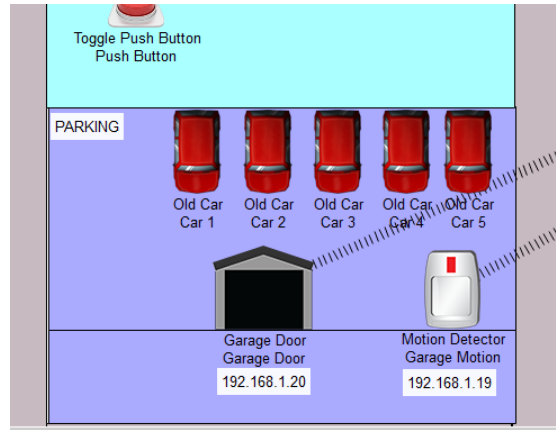 Toggle Push Button
Push Button
PARKING
Old Car
Car 1
Old Car
Car 2
Old Car
Car 3
Old Car
Car 4
Old Car
Car 5
Garage Door
Garage Door
192.168.1.20
Motion Detector
Garage Motion
192.168.1.19